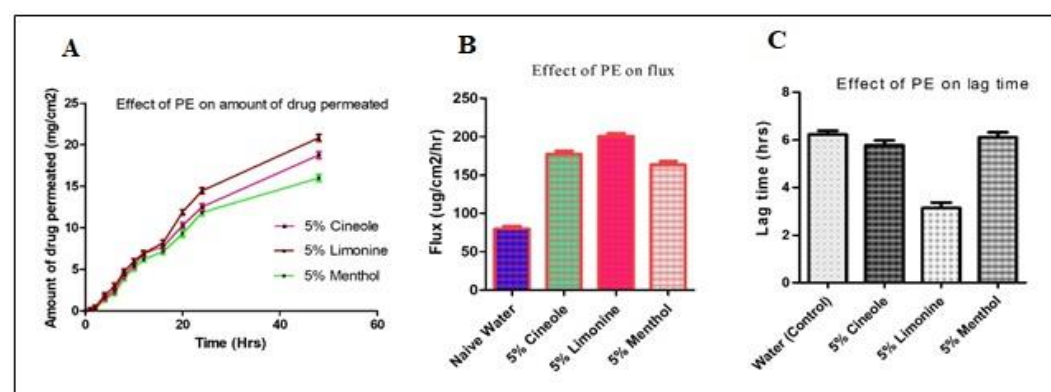 A
Effect of PE on amount of drug permeated
Amount of drug permeated (mg/cm2)
25
20
15
10
5
0
5% Cineole
5% Limonine
5% Menthol
0
20
40
60
Time (Hrs)
B
Effect of PE on flux
Flux (ug/cm2/hr)
250
200
150
100
50
0
Naive Water
5% Cineole
5% Limonine
5% Menthol
C
Effect of PE on lag time
Lag time (hrs)
8
6
4
2
0
Water (Control)
5% Cineole
5% Limonine
5% Menthol